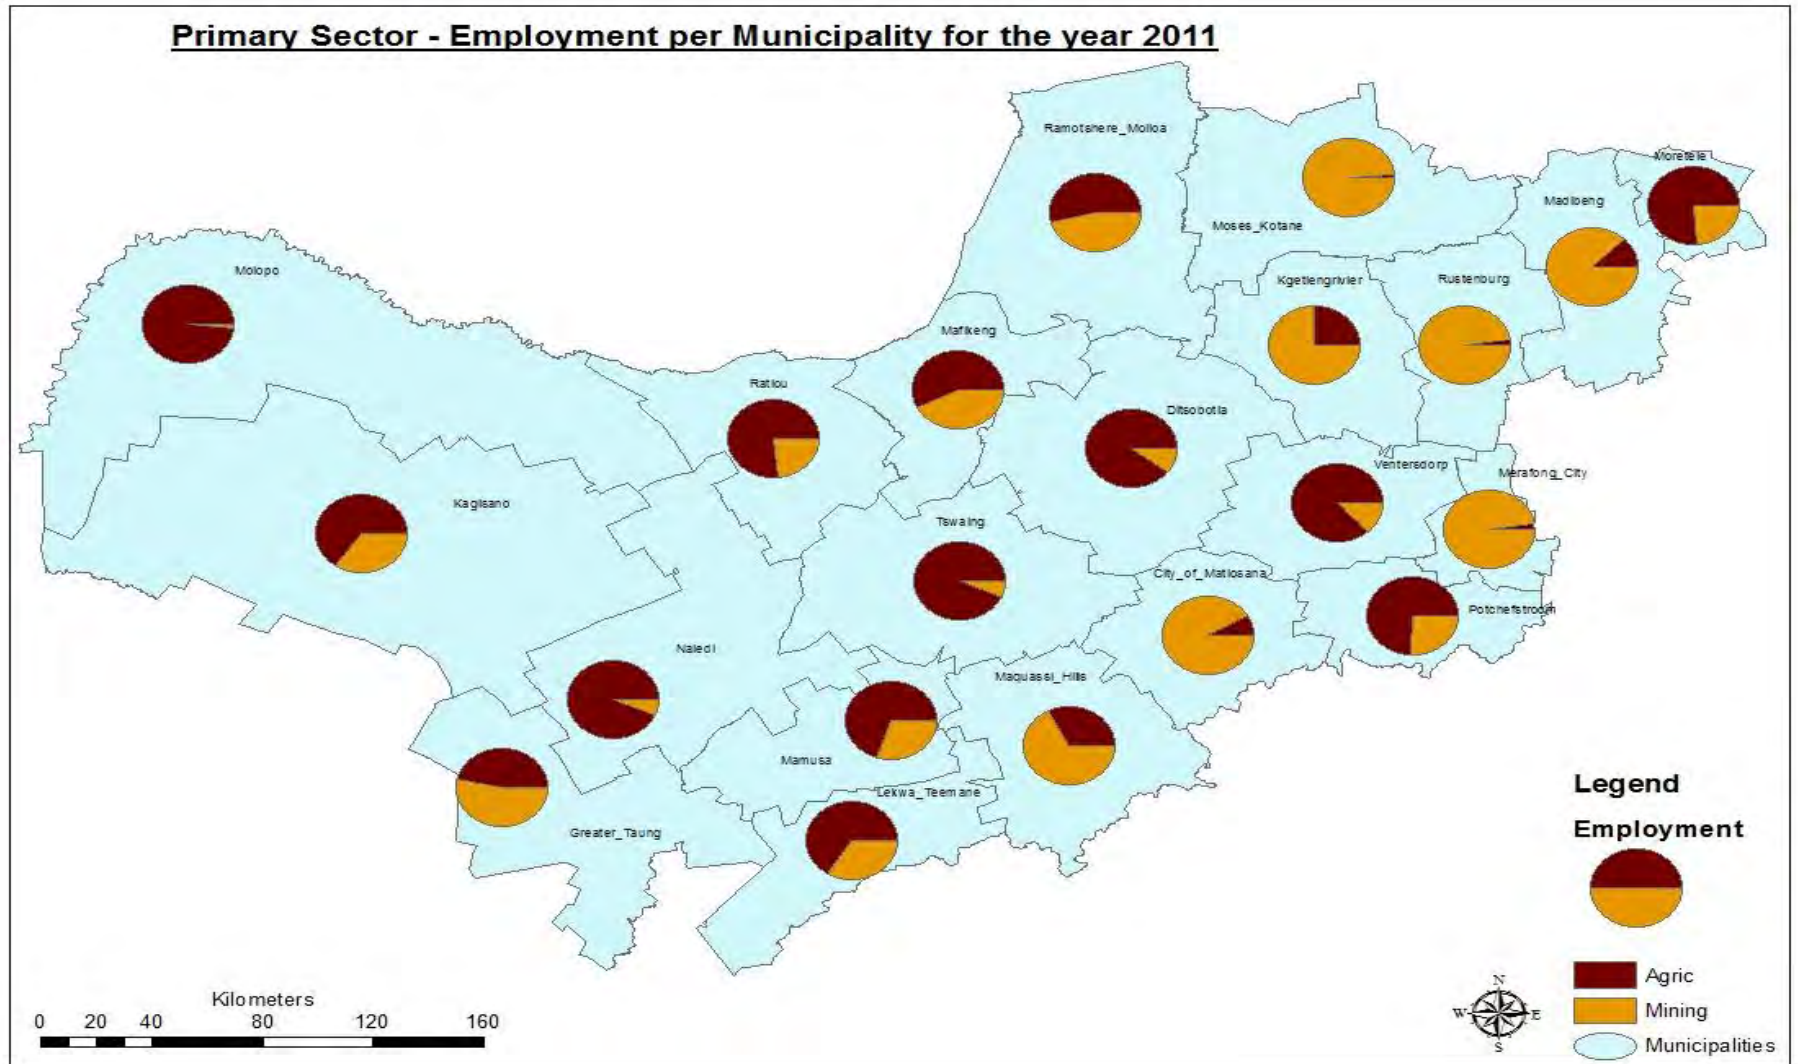 Primary Sector - Employment per Municipality for the year 2011
Ramotshere_Moiloa
Moretele
Madibeng
Moses_Kotane
Molopo
Kgetlengrivier
Rustenburg
Mafikeng
Ratlou
Ditsobotla
Ventersdorp
Merafong_City
Kagisano
Tswaing
City_of_Matlosana
Potchefstroom
Naledi
Maquassi_Hills
Mamusa
Lekwa_Teemane
Greater_Taung
Legend
Employment
Agric
Mining
Municipalities
N
W E
S
Kilometers
0 20 40 80 120 160